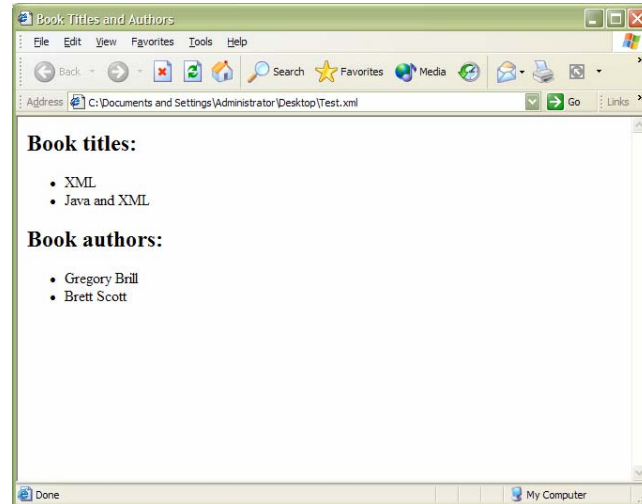 Book Titles and Authors
File Edit View Favorites Tools Help
Back Search Favorites Media
Address C:\Documents and Settings\Administrator\Desktop\Test.xml Go Links
Book titles:
• XML
• Java and XML
Book authors:
• Gregory Brill
• Brett Scott
Done My Computer